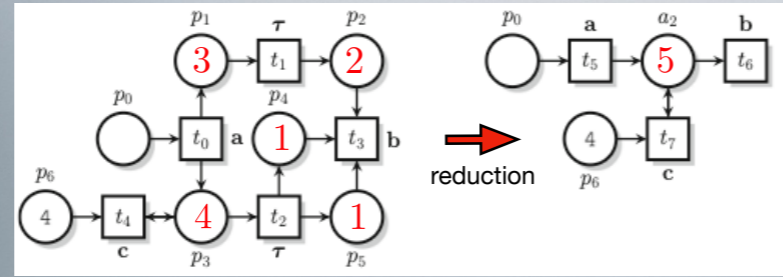 p1 τ p2 p0 a a2 b
3 t1 2 t5 5 t6
p0 p4
t0 a 1 t3 b 4 t7
p6 reduction p6 c
4 t4 4 t2 1
c p3 τ p5